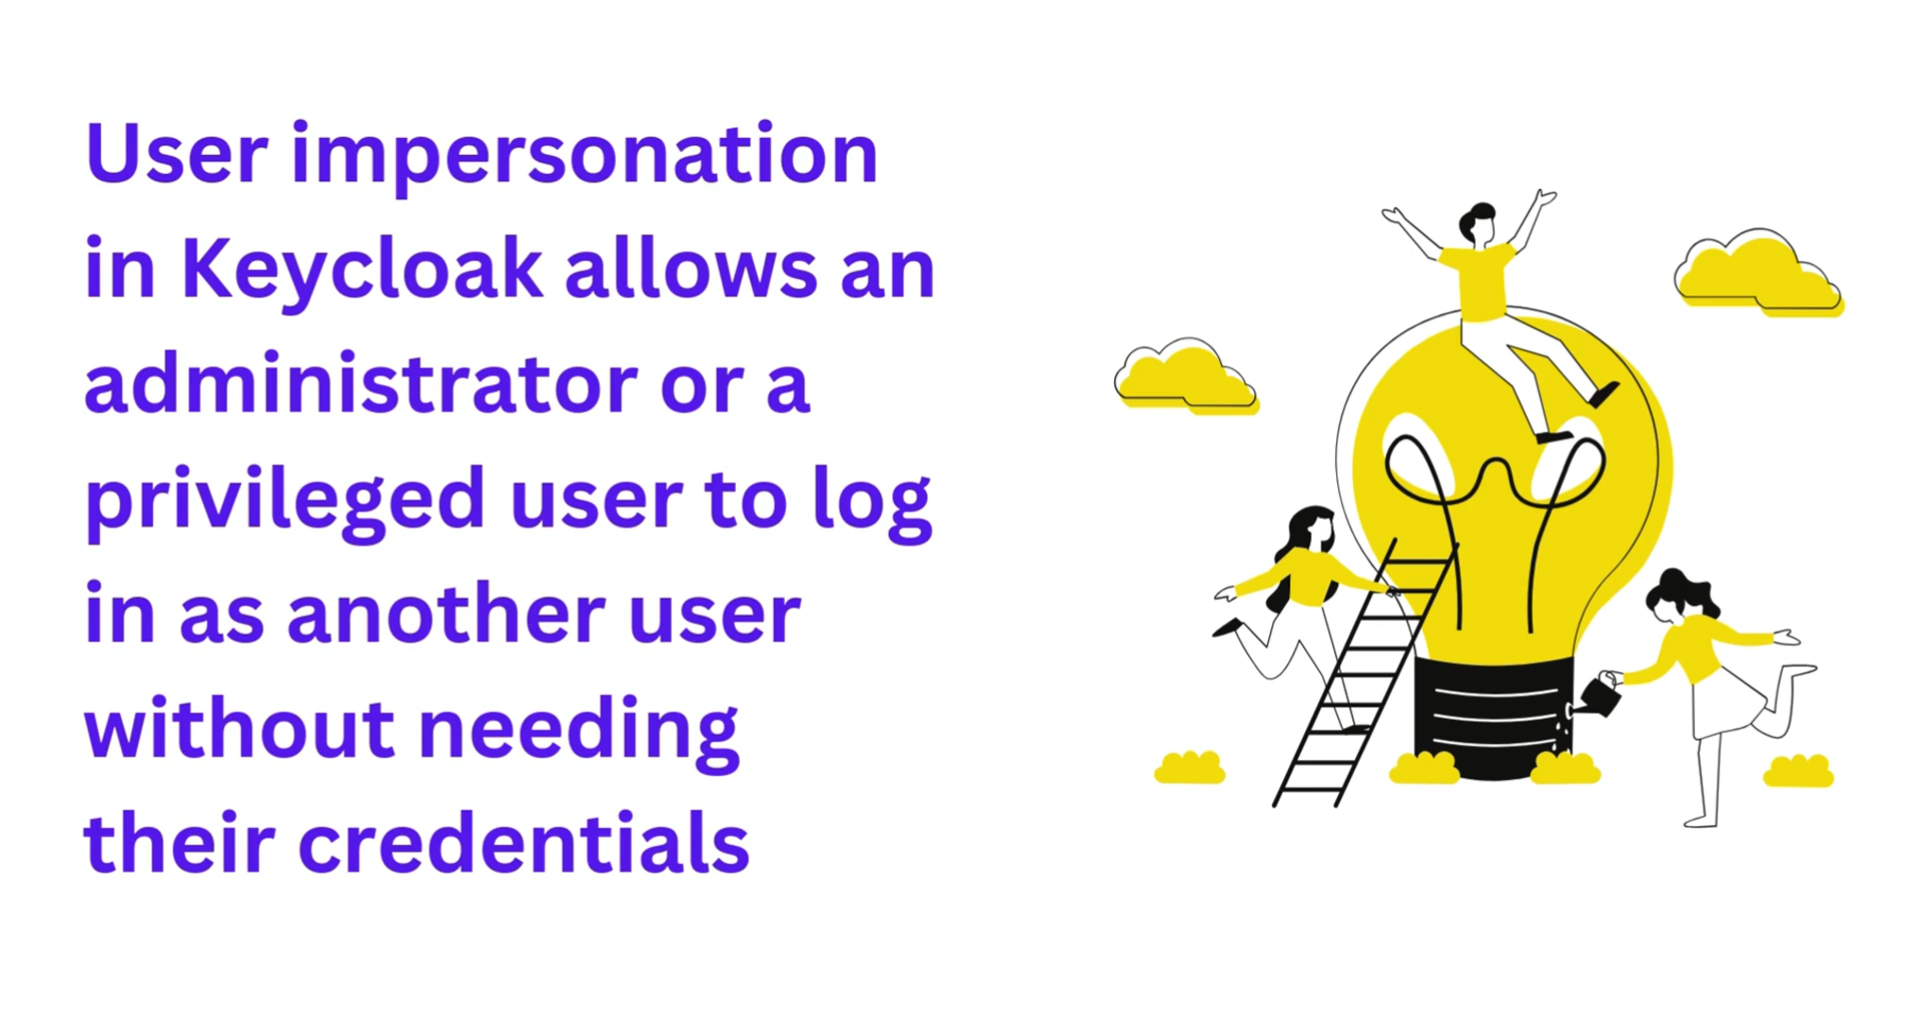 User impersonation
in Keycloak allows an
administrator or a
privileged user to log
in as another user
without needing
their credentials